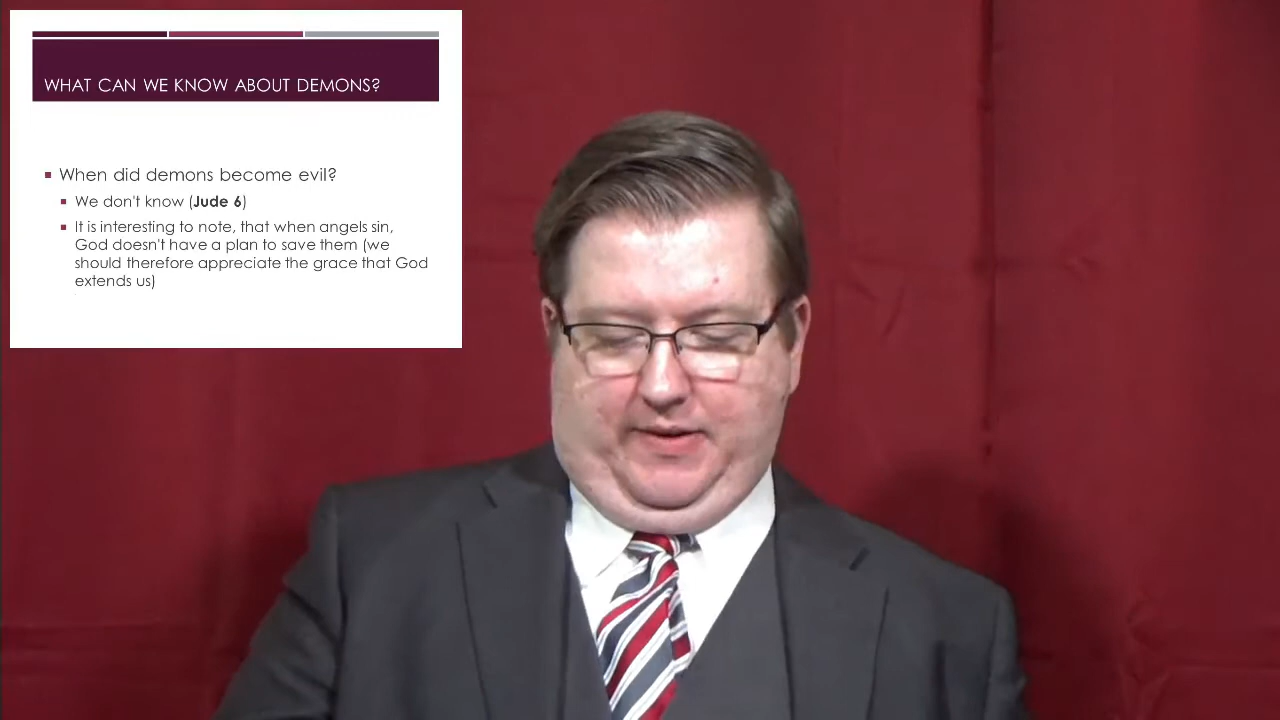 WHAT CAN WE KNOW ABOUT DEMONS?
When did demons become evil?
We don't know (Jude 6)
It is interesting to note, that when angels sin,
God doesn't have a plan to save them (we
should therefore appreciate the grace that God
extends us)